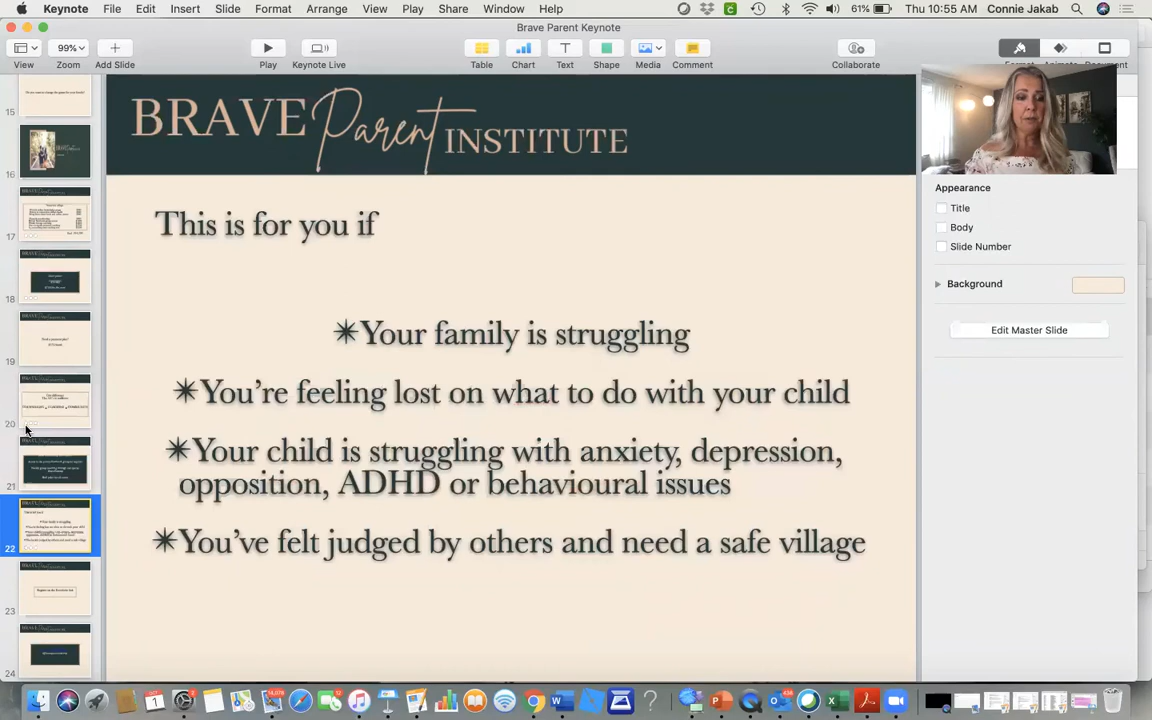 Keynote File Edit Insert Slide Format Arrange View Play Share Window Help 61% Thu 10:55 AM Connie Jakab
Brave Parent Keynote
99%
View Zoom Add Slide Play Keynote Live Table Chart Text Shape Media Comment Collaborate Format Animate Document
BRAVE Parent INSTITUTE
This is for you if
✴Your family is struggling
✴You're feeling lost on what to do with your child
✴Your child is struggling with anxiety, depression,
opposition, ADHD or behavioural issues
✴You've felt judged by others and need a safe village
Appearance
Title
Body
Slide Number
Background
Edit Master Slide
15
16
17
18
19
20
21
22
23
24